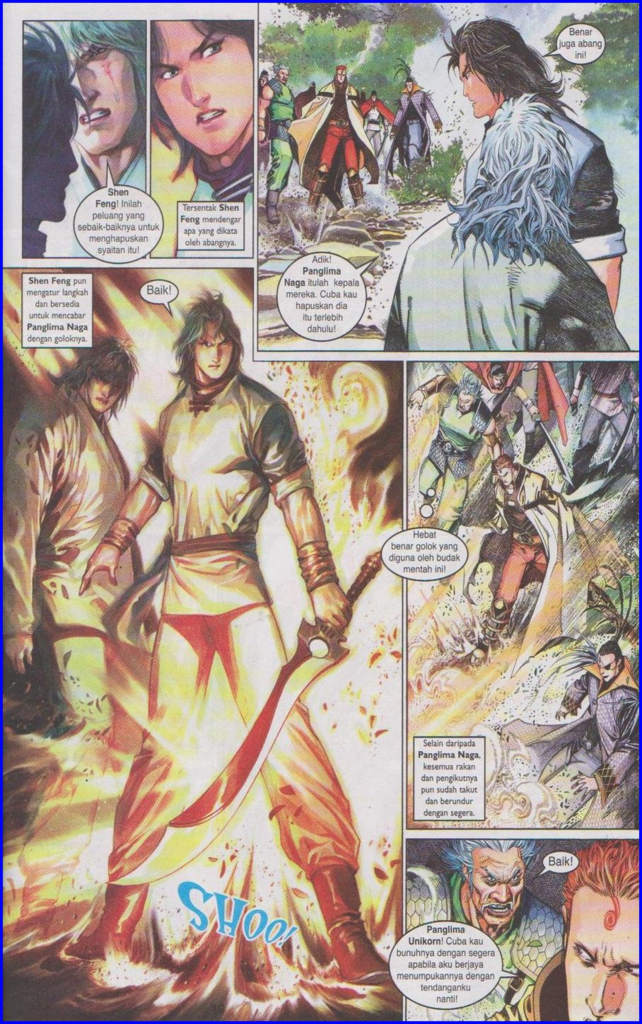 Shen
Feng! Inilah
peluang yang
sebaik-baiknya untuk
menghapuskan
syaitan itu!
Tersentak Shen
Feng mendengar
apa yang dikata
oleh abangnya.
Benar
juga abang
ini!
Adik!
Panglima
Naga itulah kepala
mereka. Cuba kau
hapuskan dia
itu terlebih
dahulu!
Shen Feng pun
mengatur langkah
dan bersedia
untuk mencabar
Panglima Naga
dengan goloknya.
Baik!
SHOO!
Hebat
benar golok yang
diguna oleh budak
mentah ini!
Selain daripada
Panglima Naga,
kesemua rakan
dan pengikutnya
pun sudah takut
dan berundur
dengan segera.
Panglima
Unikorn! Cuba kau
bunuhnya dengan segera
apabila aku berjaya
menumpukannya dengan
tendanganku
nanti!
Baik!